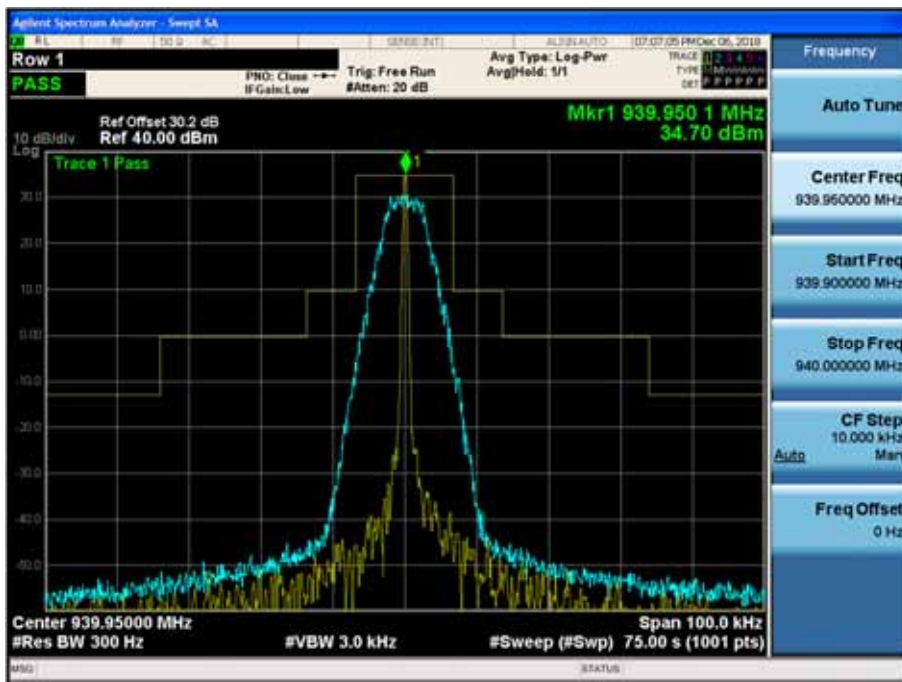 Agilent Spectrum Analyzer - Swept SA
RL RF 50 Ω AC SENSE:INT ALIGN AUTO 07:07:05 PM Dec 06, 2018
Row 1
PASS
PNO: Close
IFGain:Low
Trig: Free Run
#Atten: 20 dB
Avg Type: Log-Pwr
Avg|Hold: 1/1
TRACE
TYPE
DET P P P P P P
Mkr1 939.950 1 MHz
34.70 dBm
Ref Offset 30.2 dB
Ref 40.00 dBm
10 dB/div
Log
Trace 1 Pass
1
30.0
20.0
10.0
0.00
-10.0
-20.0
-30.0
-40.0
-50.0
Center 939.95000 MHz
Span 100.0 kHz
#Res BW 300 Hz
#VBW 3.0 kHz
#Sweep (#Swp) 75.00 s (1001 pts)
MSG
STATUS
Frequency
Auto Tune
Center Freq
939.950000 MHz
Start Freq
939.900000 MHz
Stop Freq
940.000000 MHz
CF Step
10.000 kHz
Auto Man
Freq Offset
0 Hz